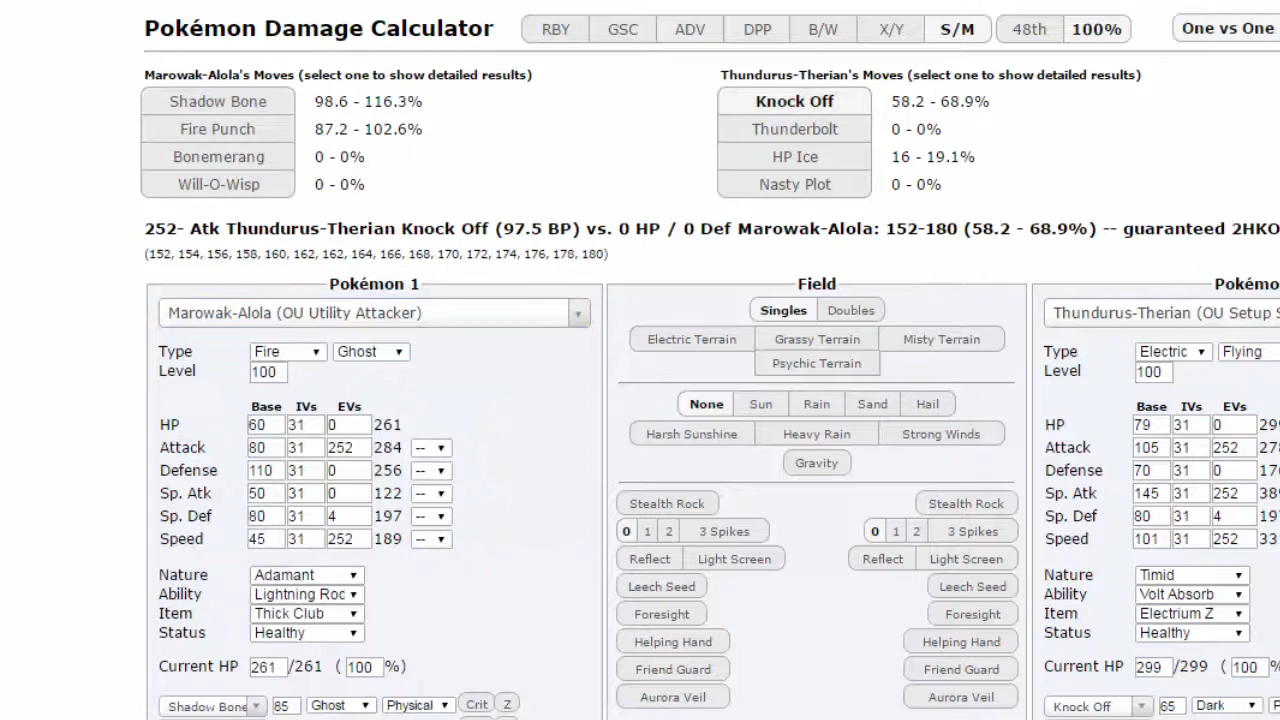 Pokémon Damage Calculator RBY GSC ADV DPP B/W X/Y S/M 48th 100% One vs One
Marowak-Alola's Moves (select one to show detailed results)
Shadow Bone 98.6 - 116.3%
Fire Punch 87.2 - 102.6%
Bonemerang 0 - 0%
Will-O-Wisp 0 - 0%
Thundurus-Therian's Moves (select one to show detailed results)
Knock Off 58.2 - 68.9%
Thunderbolt 0 - 0%
HP Ice 16 - 19.1%
Nasty Plot 0 - 0%
252- Atk Thundurus-Therian Knock Off (97.5 BP) vs. 0 HP / 0 Def Marowak-Alola: 152-180 (58.2 - 68.9%) -- guaranteed 2HKO
(152, 154, 156, 158, 160, 162, 162, 164, 166, 168, 170, 172, 174, 176, 178, 180)
Pokémon 1
Marowak-Alola (OU Utility Attacker)
Type Fire Ghost
Level 100
Base IVs EVs
HP 60 31 0 261
Attack 80 31 252 284 --
Defense 110 31 0 256 --
Sp. Atk 50 31 0 122 --
Sp. Def 80 31 4 197 --
Speed 45 31 252 189 --
Nature Adamant
Ability Lightning Roc
Item Thick Club
Status Healthy
Current HP 261 /261 ( 100 %)
Shadow Bone 85 Ghost Physical Crit Z
Field
Singles Doubles
Electric Terrain Grassy Terrain Misty Terrain
Psychic Terrain
None Sun Rain Sand Hail
Harsh Sunshine Heavy Rain Strong Winds
Gravity
Stealth Rock Stealth Rock
0 1 2 3 Spikes 0 1 2 3 Spikes
Reflect Light Screen Reflect Light Screen
Leech Seed Leech Seed
Foresight Foresight
Helping Hand Helping Hand
Friend Guard Friend Guard
Aurora Veil Aurora Veil
Pokémo
Thundurus-Therian (OU Setup S
Type Electric Flying
Level 100
Base IVs EVs
HP 79 31 0 299
Attack 105 31 252 278
Defense 70 31 0 176
Sp. Atk 145 31 252 389
Sp. Def 80 31 4 197
Speed 101 31 252 33
Nature Timid
Ability Volt Absorb
Item Electrium Z
Status Healthy
Current HP 299 /299 ( 100 %
Knock Off 65 Dark